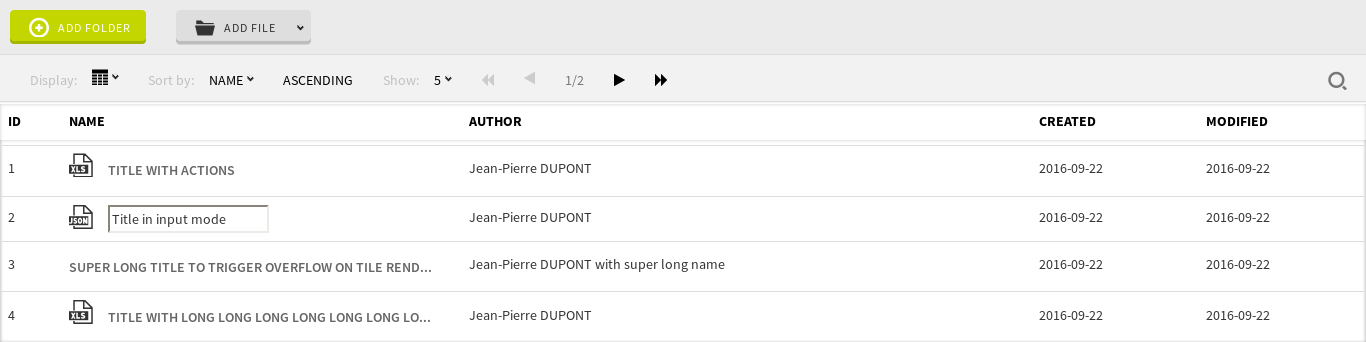 ADD FOLDER ADD FILE
Display: Sort by: NAME ASCENDING Show: 5 1/2
ID NAME AUTHOR CREATED MODIFIED
1 XLS TITLE WITH ACTIONS Jean-Pierre DUPONT 2016-09-22 2016-09-22
2 JSON Title in input mode Jean-Pierre DUPONT 2016-09-22 2016-09-22
3 SUPER LONG TITLE TO TRIGGER OVERFLOW ON TILE REND... Jean-Pierre DUPONT with super long name 2016-09-22 2016-09-22
4 XLS TITLE WITH LONG LONG LONG LONG LONG LONG LO... Jean-Pierre DUPONT 2016-09-22 2016-09-22